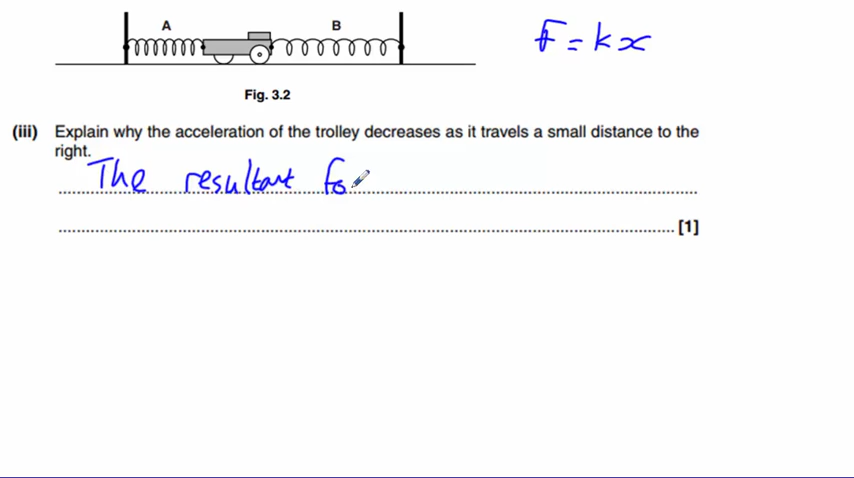 A B
F = kx
Fig. 3.2
(iii) Explain why the acceleration of the trolley decreases as it travels a small distance to the
right.
The resultant fo
[1]